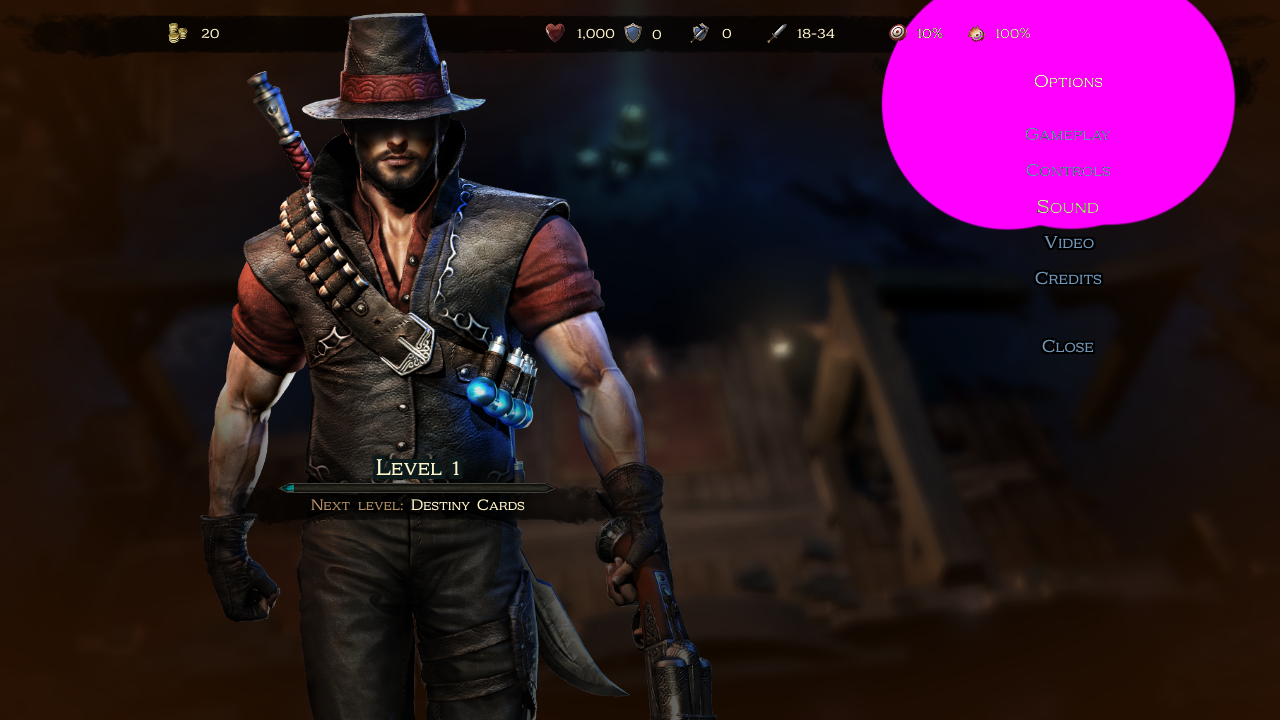 20 1,000 0 0 18-34 10% 100%
Options
Gameplay
Controls
Sound
Video
Credits
Close
Level 1
Next level: Destiny Cards